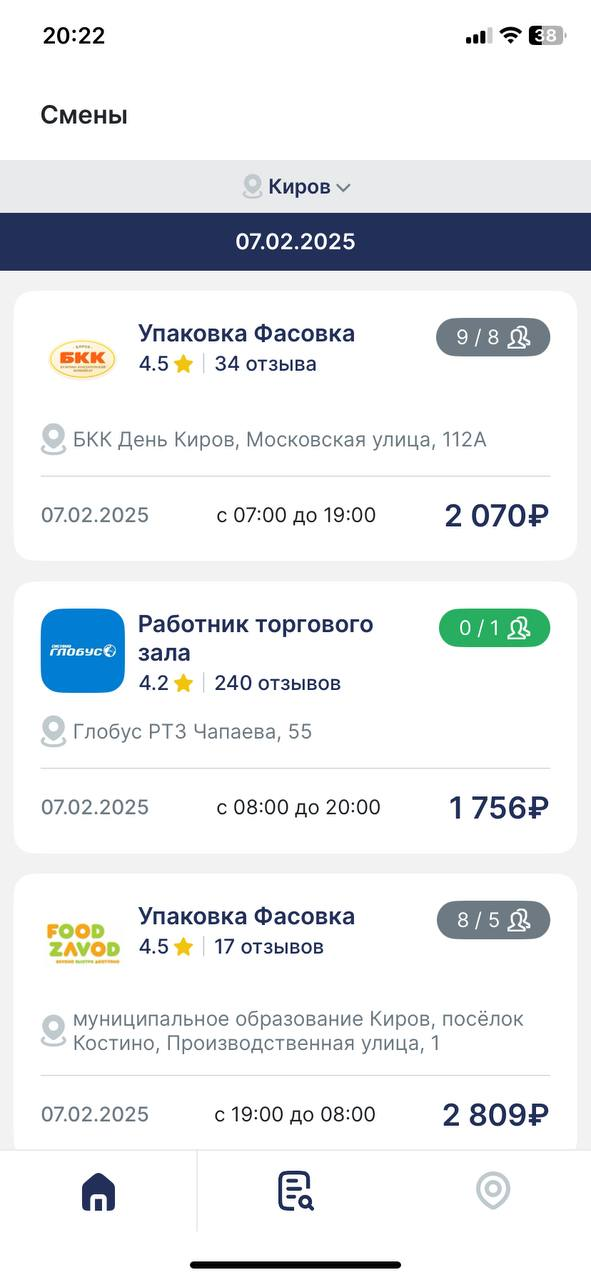 20:22
38
Смены
Киров
07.02.2025
БКК
Упаковка Фасовка
9 / 8
4.5
34 отзыва
БКК День Киров, Московская улица, 112А
07.02.2025
с 07:00 до 19:00
2 070₽
ГЛОБУС
Работник торгового
зала
0 / 1
4.2
240 отзывов
Глобус РТЗ Чапаева, 55
07.02.2025
с 08:00 до 20:00
1 756₽
FOOD
ZAVOD
Упаковка Фасовка
8 / 5
4.5
17 отзывов
муниципальное образование Киров, посёлок
Костино, Производственная улица, 1
07.02.2025
с 19:00 до 08:00
2 809₽